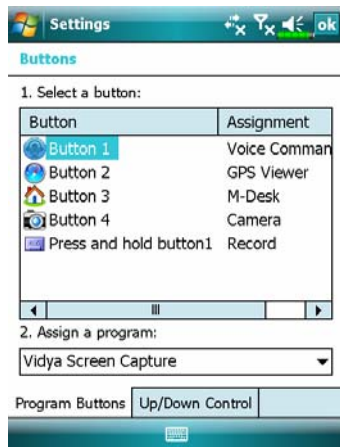 Settings ok
Buttons
1. Select a button:
Button Assignment
Button 1 Voice Comman
Button 2 GPS Viewer
Button 3 M-Desk
Button 4 Camera
Press and hold button1 Record
2. Assign a program:
Vidya Screen Capture
Program Buttons Up/Down Control